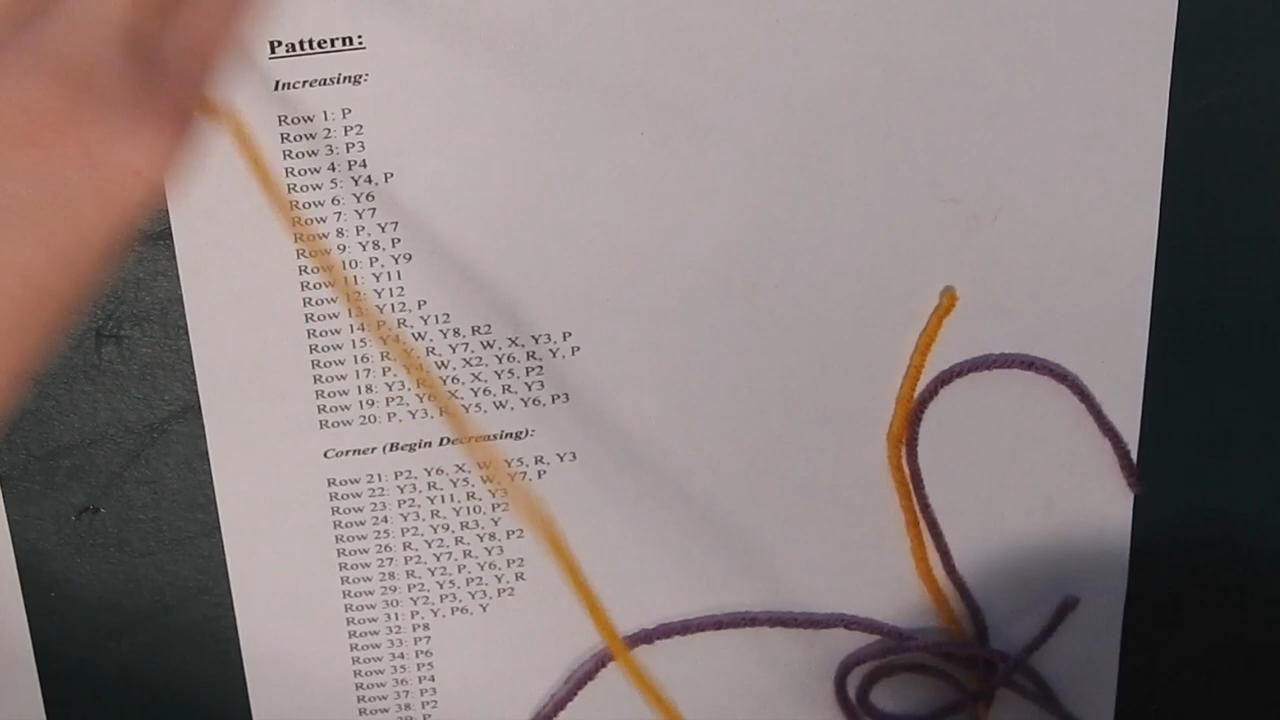 Pattern:
Increasing:
Row 1: P
Row 2: P2
Row 3: P3
Row 4: P4
Row 5: Y4, P
Row 6: Y6
Row 7: Y7
Row 8: P, Y7
Row 9: Y8, P
Row 10: P, Y9
Row 11: Y11
Row 12: Y12
Row 13: Y12, P
Row 14: P, R, Y12
Row 15: Y4, W, Y8, R2
Row 16: R, Y, R, Y7, W, X, Y3, P
Row 17: P, Y4, W, X2, Y6, R, Y, P
Row 18: Y3, R, Y6, X, Y5, P2
Row 19: P2, Y6, X, Y6, R, Y3
Row 20: P, Y3, R, Y5, W, Y6, P3
Corner (Begin Decreasing):
Row 21: P2, Y6, X, W, Y5, R, Y3
Row 22: Y3, R, Y5, W, Y7, P
Row 23: P2, Y11, R, Y3
Row 24: Y3, R, Y10, P2
Row 25: P2, Y9, R3, Y
Row 26: R, Y2, R, Y8, P2
Row 27: P2, Y7, R, Y3
Row 28: R, Y2, P, Y6, P2
Row 29: P2, Y5, P2, Y, R
Row 30: Y2, P3, Y3, P2
Row 31: P, Y, P6, Y
Row 32: P8
Row 33: P7
Row 34: P6
Row 35: P5
Row 36: P4
Row 37: P3
Row 38: P2
39: P